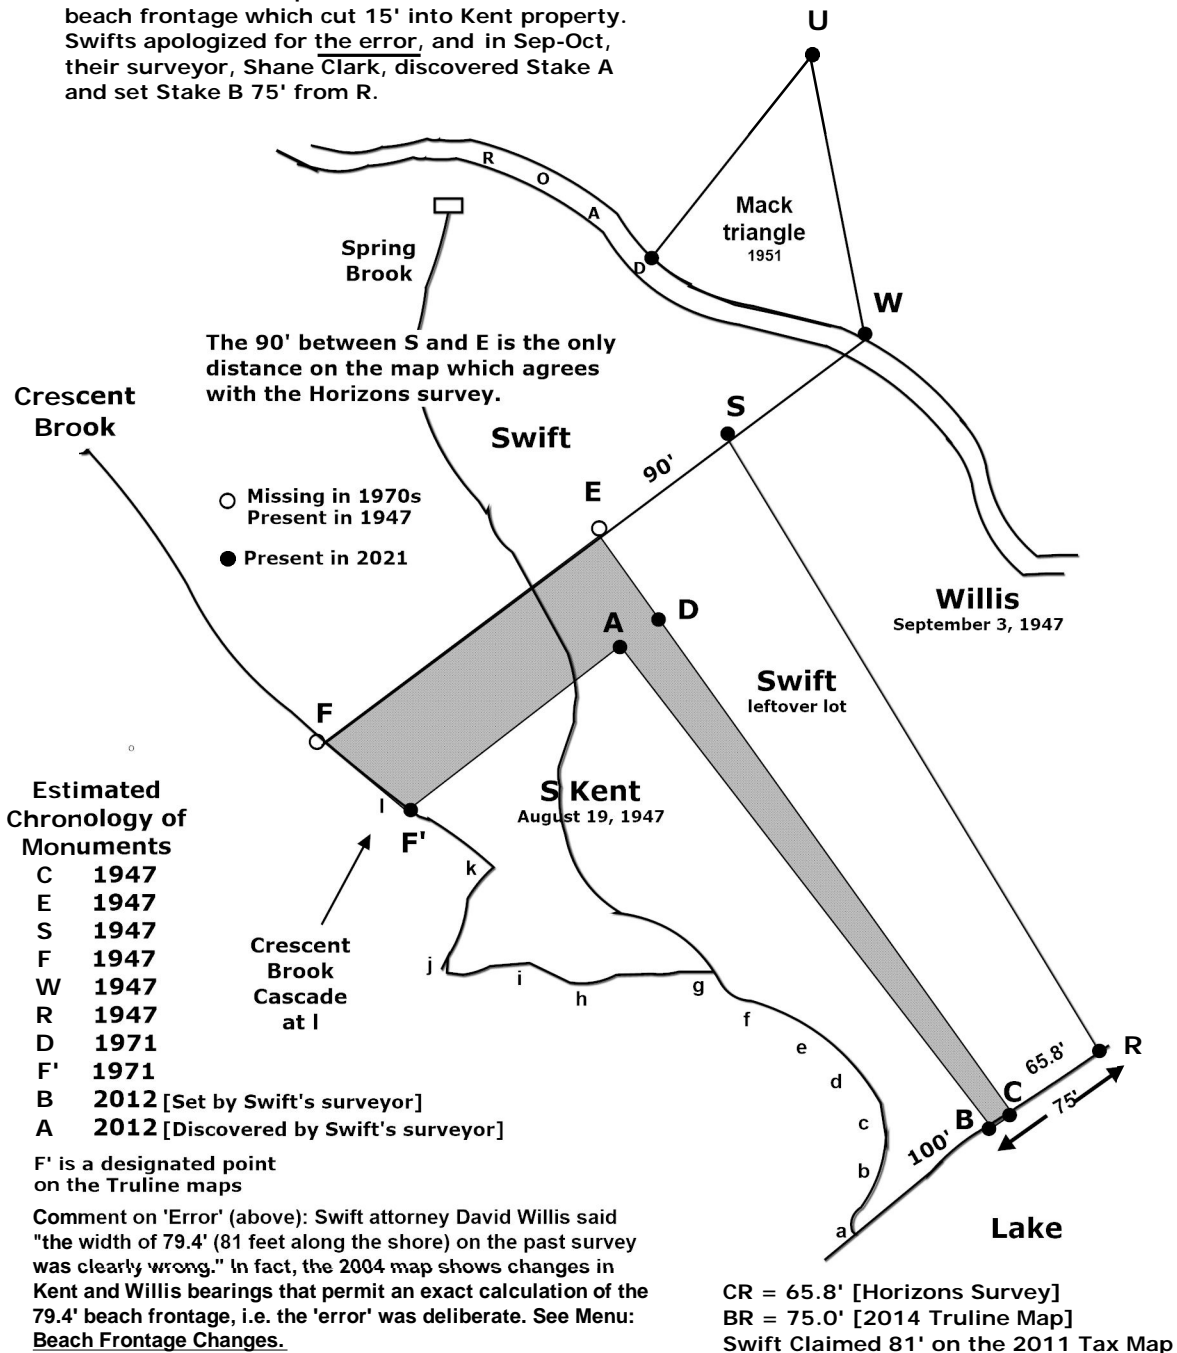 beach frontage which cut 15' into Kent property.
Swifts apologized for the error, and in Sep-Oct,
their surveyor, Shane Clark, discovered Stake A
and set Stake B 75' from R.
U
R
O
A
D
Mack
triangle
1951
Spring
Brook
W
The 90' between S and E is the only
distance on the map which agrees
with the Horizons survey.
Crescent
Brook
S
Swift
90'
E
Missing in 1970s
Present in 1947
Present in 2021
Willis
September 3, 1947
D
A
Swift
leftover lot
F
S Kent
August 19, 1947
l
F'
k
Estimated
Chronology of
Monuments
C 1947
E 1947
S 1947
F 1947
W 1947
R 1947
D 1971
F' 1971
B 2012 [Set by Swift's surveyor]
A 2012 [Discovered by Swift's surveyor]
Crescent
Brook
Cascade
at l
j
i
h
g
f
e
d
c
b
a
R
65.8'
C
75'
B
100'
Lake
F' is a designated point
on the Truline maps
Comment on 'Error' (above): Swift attorney David Willis said
"the width of 79.4' (81 feet along the shore) on the past survey
was clearly wrong." In fact, the 2004 map shows changes in
Kent and Willis bearings that permit an exact calculation of the
79.4' beach frontage, i.e. the 'error' was deliberate. See Menu:
Beach Frontage Changes.
CR = 65.8' [Horizons Survey]
BR = 75.0' [2014 Truline Map]
Swift Claimed 81' on the 2011 Tax Map